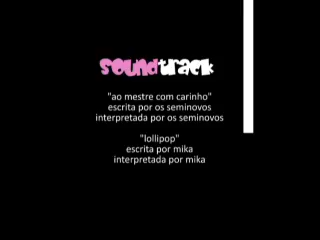 soundtrack
"ao mestre com carinho"
escrita por os seminovos
interpretada por os seminovos
"lollipop"
escrita por mika
interpretada por mika